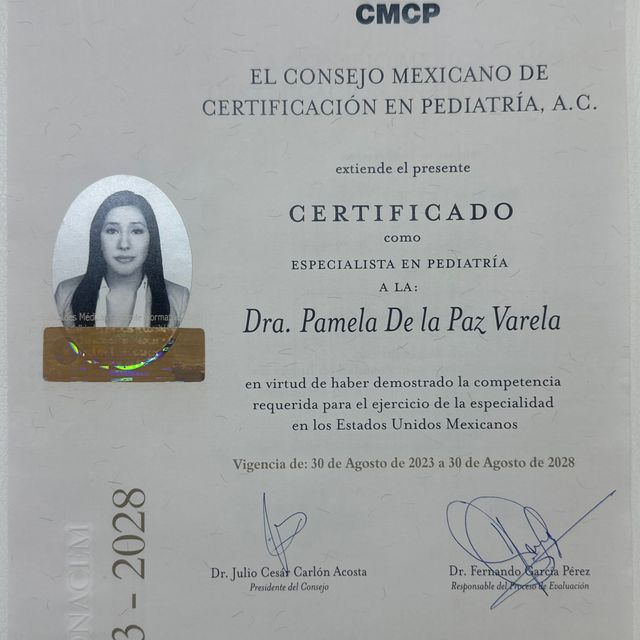 CMCP
EL CONSEJO MEXICANO DE
CERTIFICACIÓN EN PEDIATRÍA, A.C.
extiende el presente
CERTIFICADO
como
ESPECIALISTA EN PEDIATRÍA
A LA:
Dra. Pamela De la Paz Varela
en virtud de haber demostrado la competencia
requerida para el ejercicio de la especialidad
en los Estados Unidos Mexicanos
Vigencia de: 30 de Agosto de 2023 a 30 de Agosto de 2028
Dr. Julio Cesár Carlón Acosta
Presidente del Consejo
Dr. Fernando García Pérez
Responsable del Proceso de Evaluación
3 - 2028